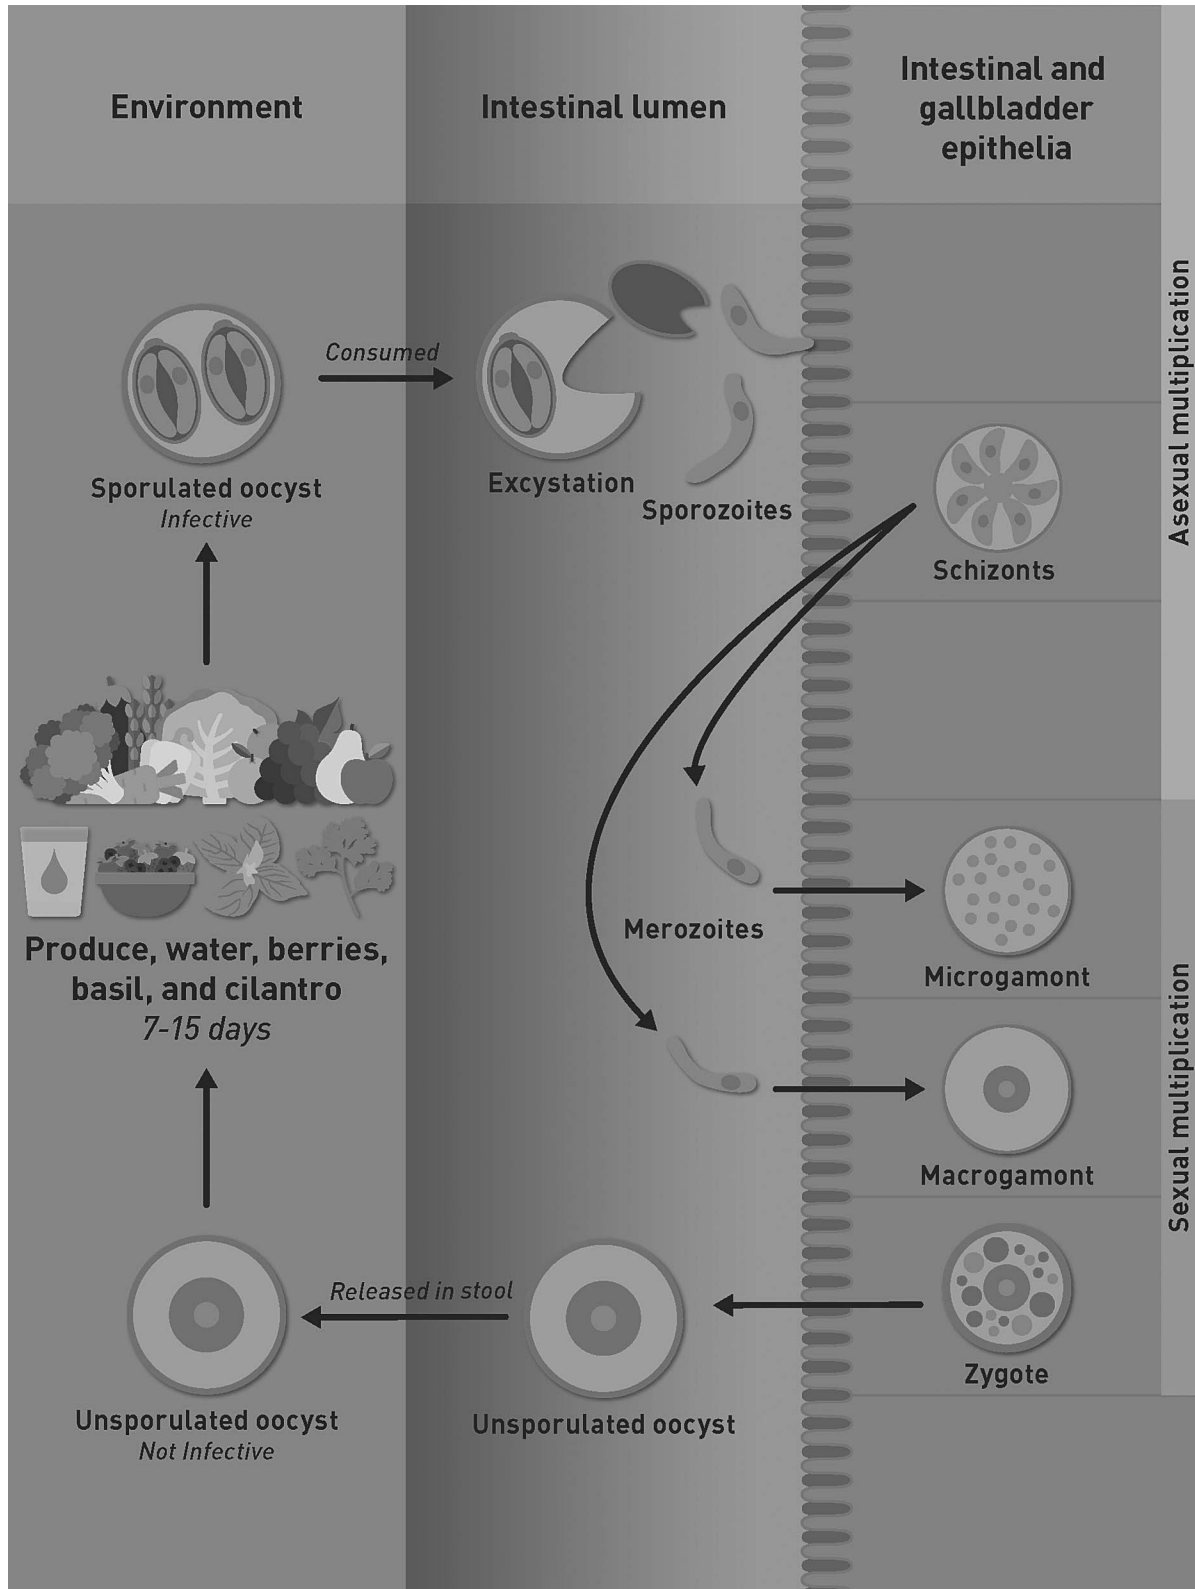 Environment
Intestinal lumen
Intestinal and
gallbladder
epithelia
Asexual multiplication
Consumed
Sporulated oocyst
Infective
Excystation
Sporozoites
Schizonts
Produce, water, berries,
basil, and cilantro
7-15 days
Merozoites
Microgamont
Macrogamont
Sexual multiplication
Zygote
Released in stool
Unsporulated oocyst
Not Infective
Unsporulated oocyst